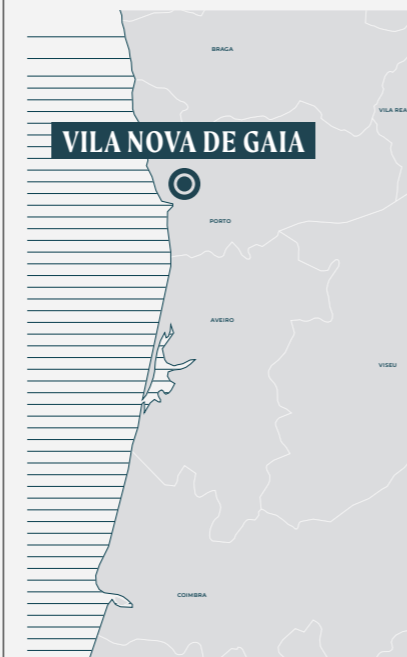 BRAGA
VILA REA
VILA NOVA DE GAIA
PORTO
AVEIRO
VISEU
COIMBRA